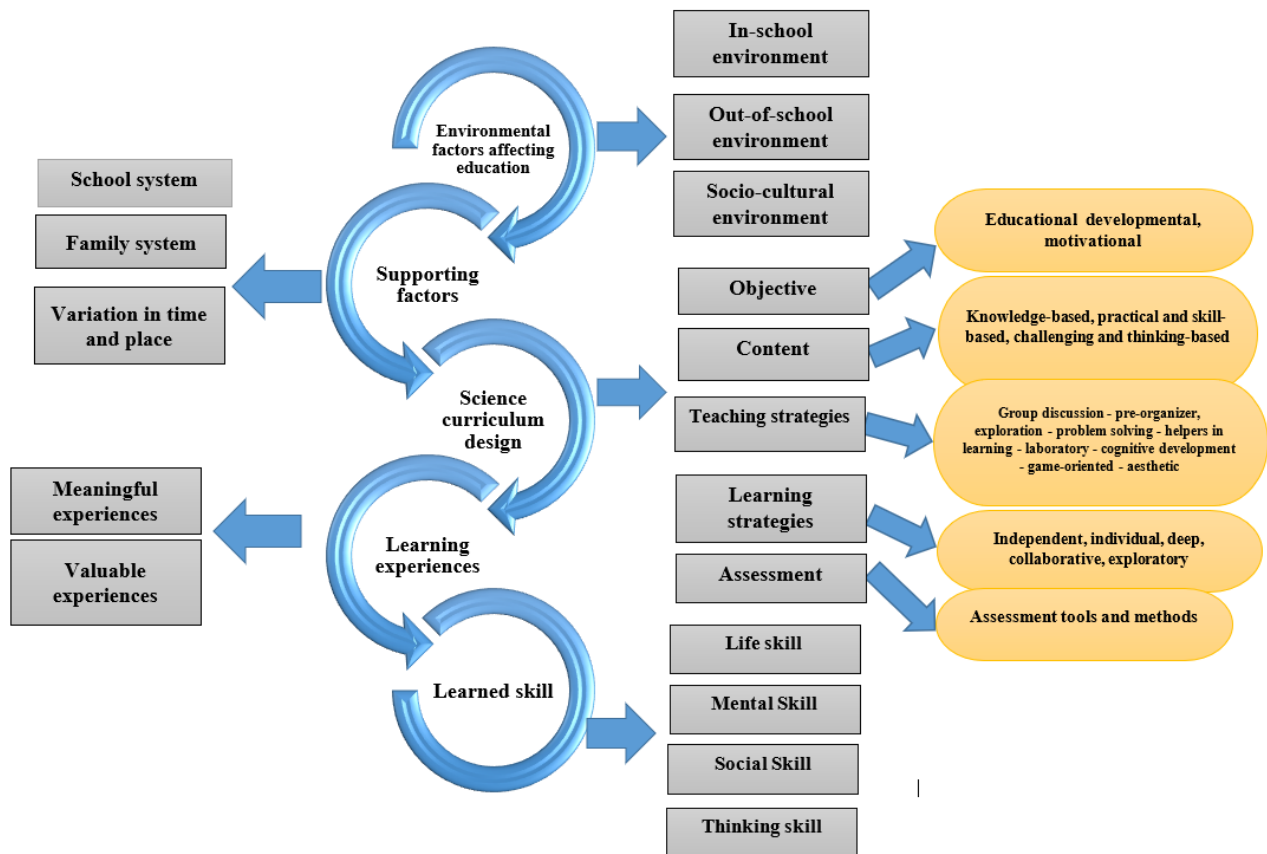 In-school
environment
Environmental
factors affecting
education
Out-of-school
environment
Socio-cultural
environment
School system
Family system
Variation in time
and place
Supporting
factors
Objective
Educational developmental,
motivational
Content
Knowledge-based, practical and skill-
based, challenging and thinking-based
Science
curriculum
design
Teaching strategies
Group discussion - pre-organizer,
exploration - problem solving - helpers in
learning - laboratory - cognitive development
- game-oriented - aesthetic
Learning
strategies
Independent, individual, deep,
collaborative, exploratory
Assessment
Assessment tools and methods
Meaningful
experiences
Valuable
experiences
Learning
experiences
Learned skill
Life skill
Mental Skill
Social Skill
Thinking skill